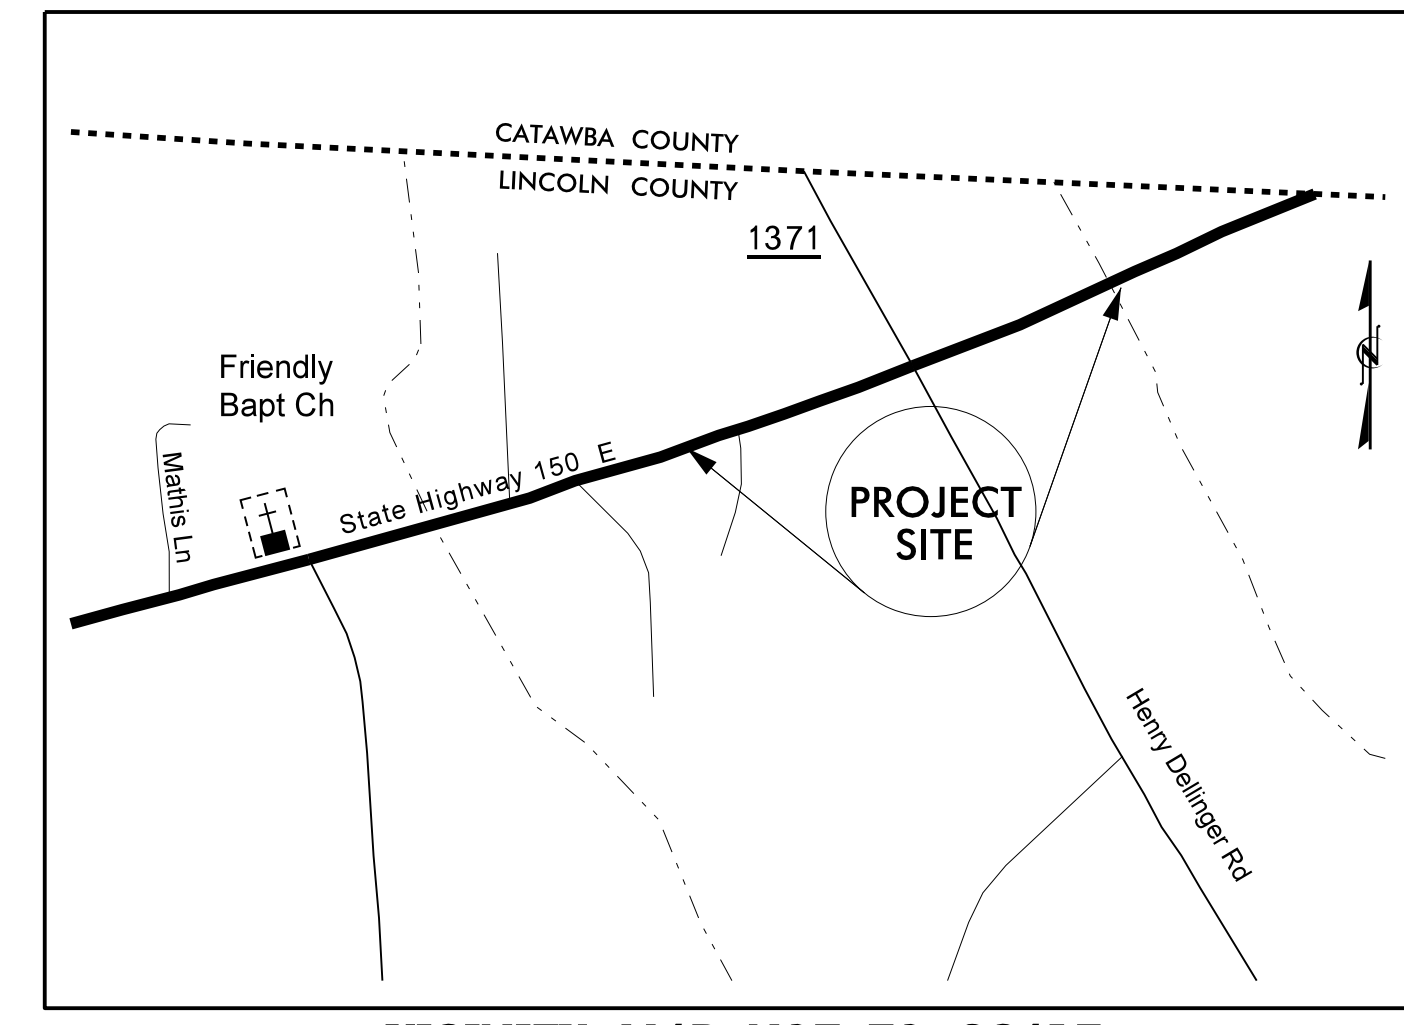 CATAWBA COUNTY
LINCOLN COUNTY
1371
Friendly
Bapt Ch
Mathis Ln
State Highway 150 E
N
PROJECT
SITE
Henry Dellinger Rd